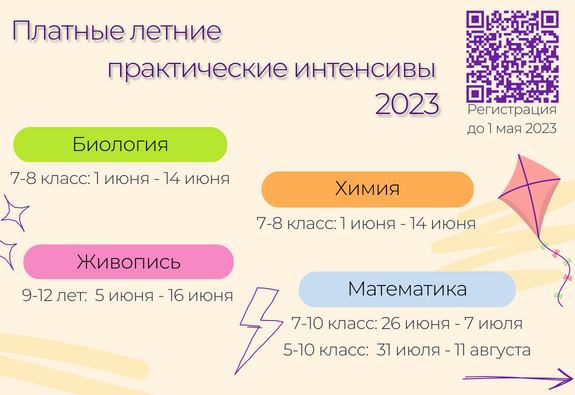 Платные летние
практические интенсивы
2023
Регистрация
до 1 мая 2023
Биология
7-8 класс: 1 июня - 14 июня
Химия
7-8 класс: 1 июня - 14 июня
Живопись
9-12 лет: 5 июня - 16 июня
Математика
7-10 класс: 26 июня - 7 июля
5-10 класс: 31 июля - 11 августа